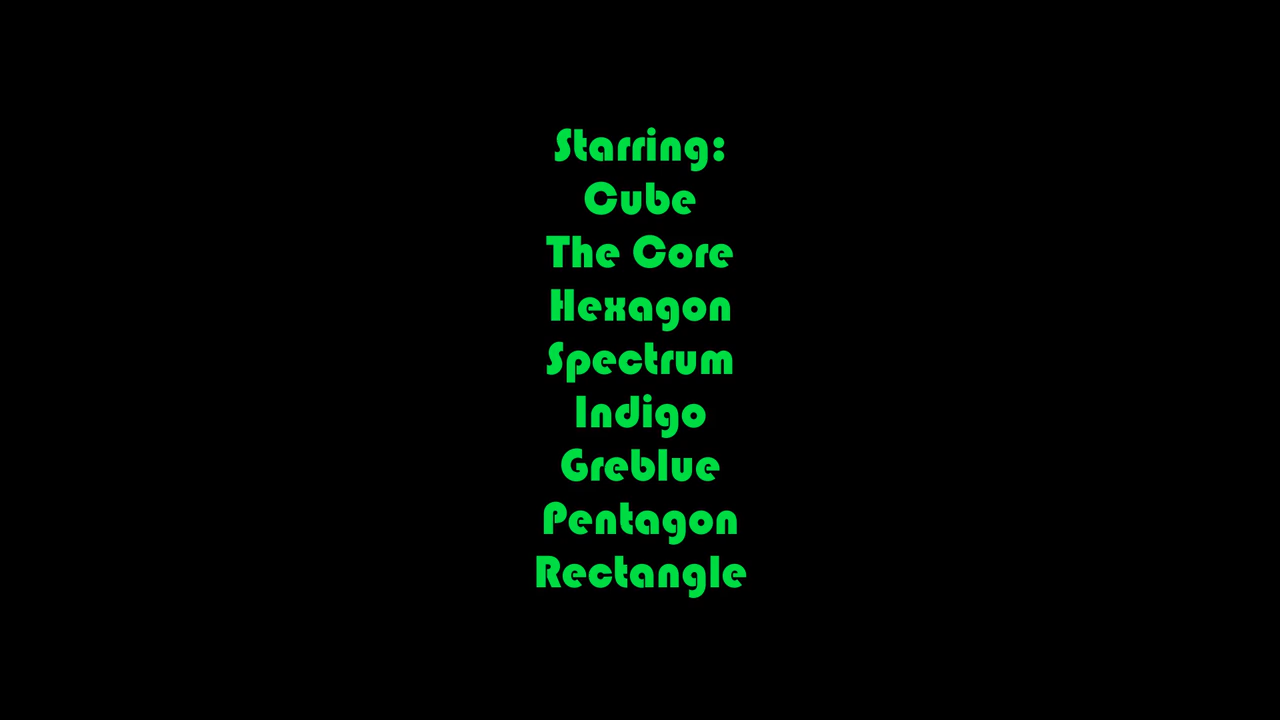 Starring:
Cube
The Core
Hexagon
Spectrum
Indigo
Greblue
Pentagon
Rectangle